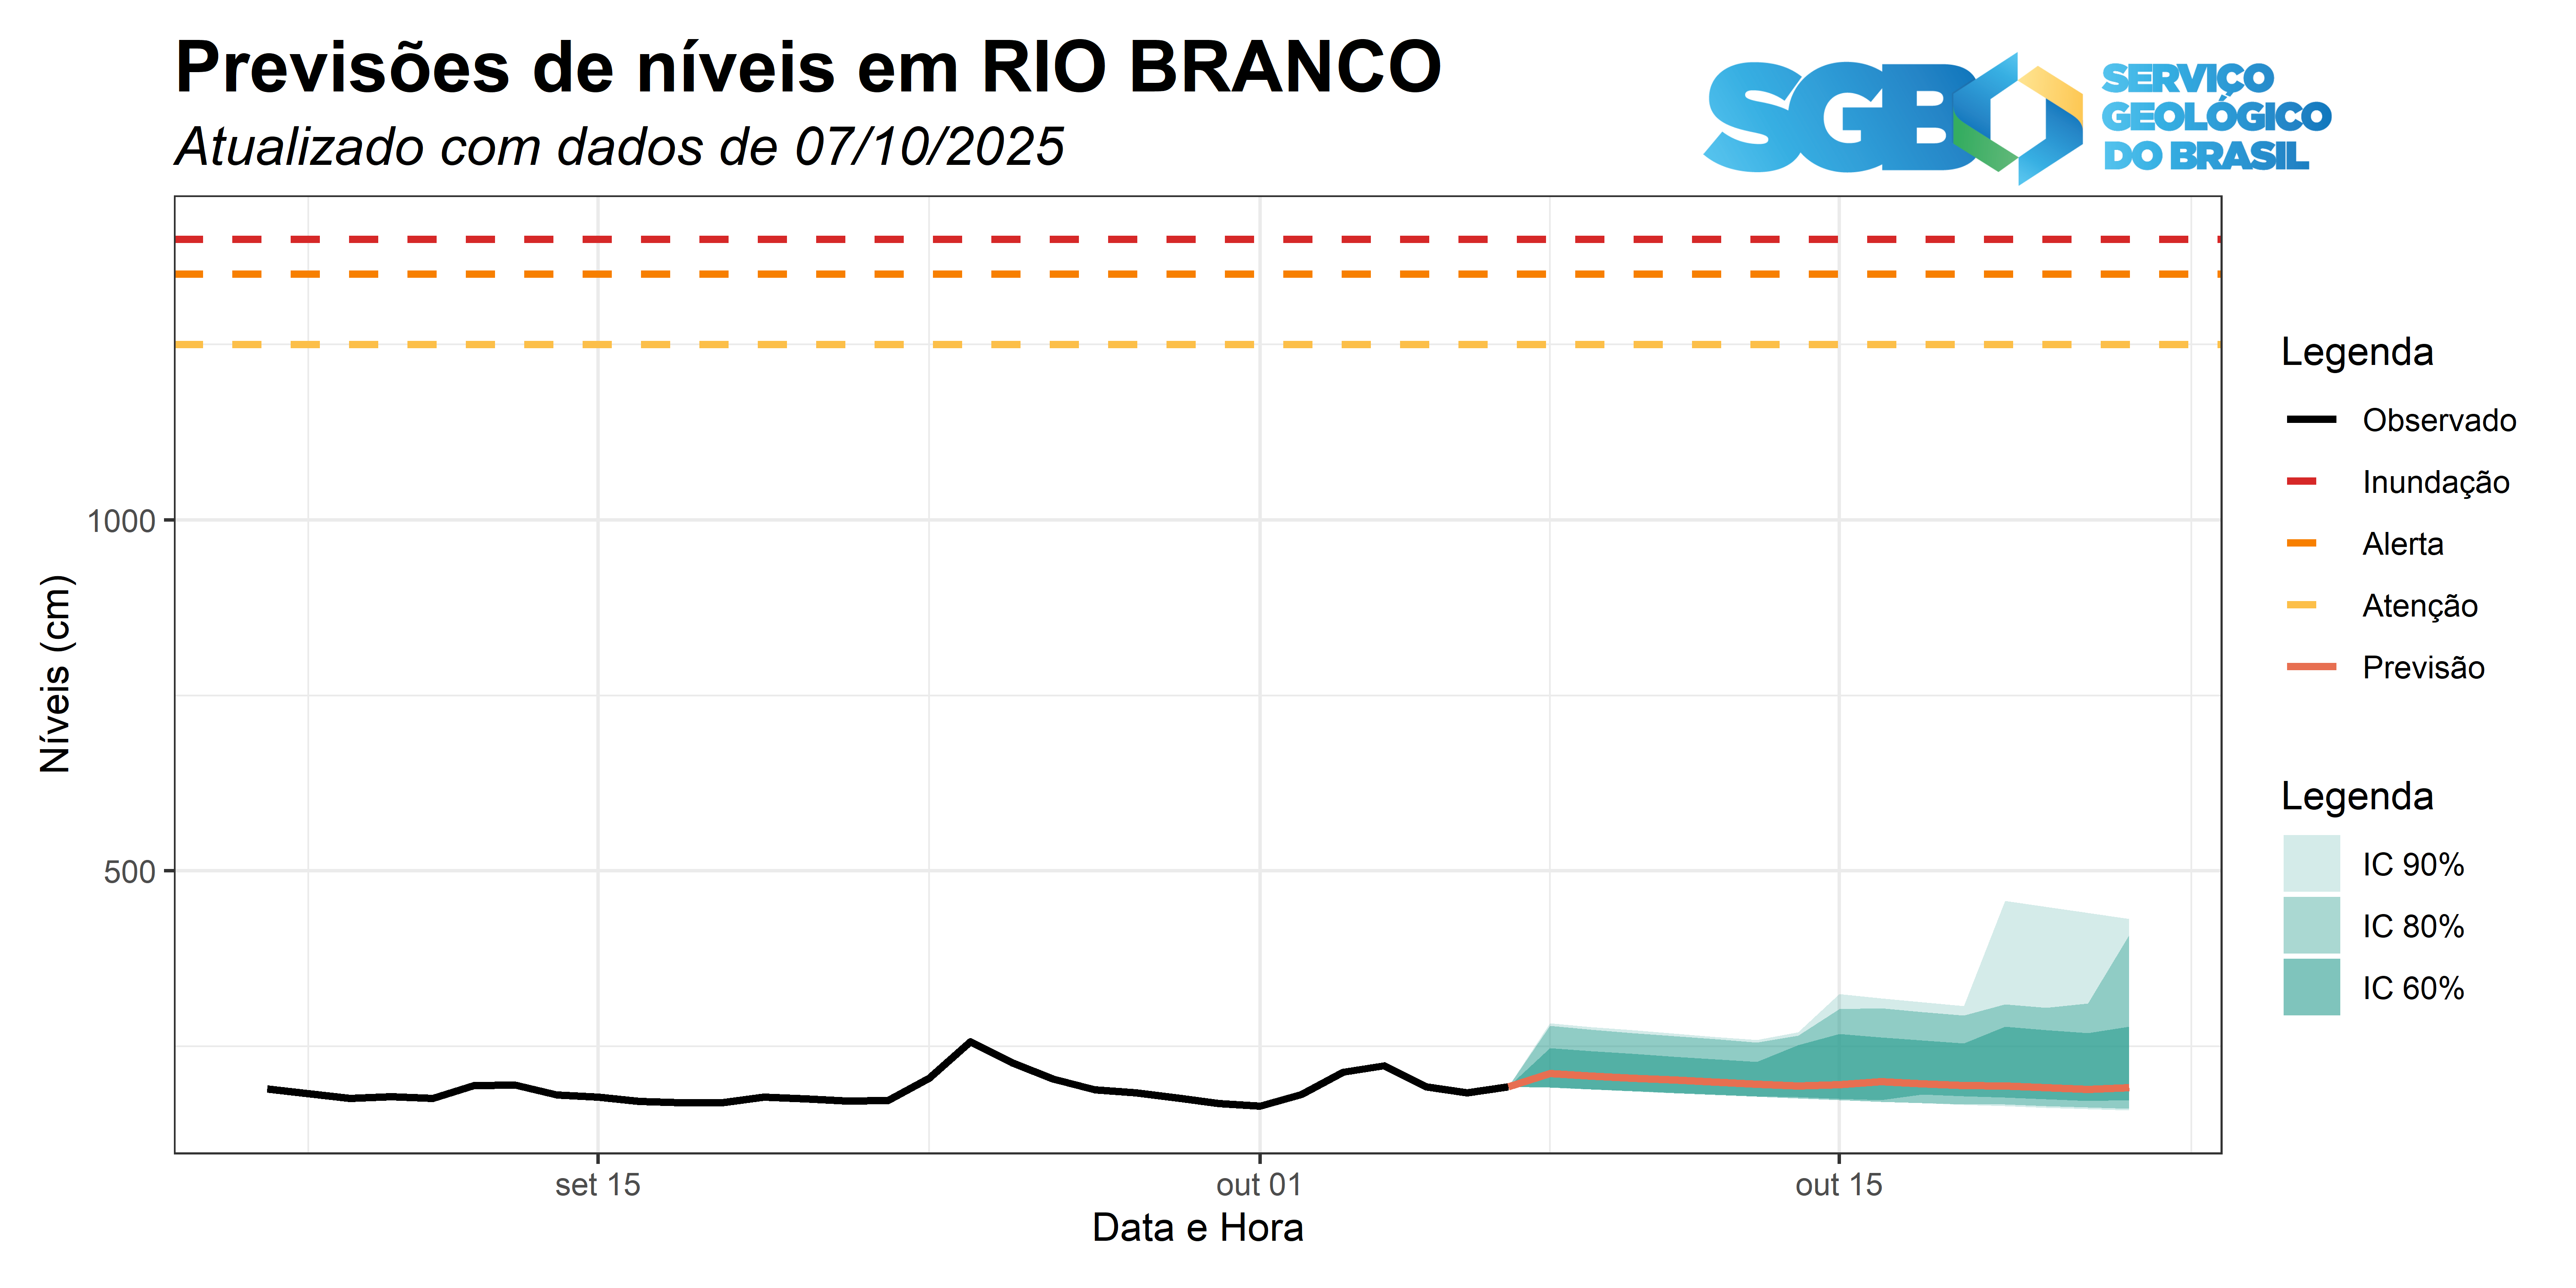 Previsões de níveis em RIO BRANCO
Atualizado com dados de 07/10/2025
SGB
SERVIÇO
GEOLÓGICO
DO BRASIL
1000
500
Níveis (cm)
set 15
out 01
out 15
Data e Hora
Legenda
Observado
Inundação
Alerta
Atenção
Previsão
Legenda
IC 90%
IC 80%
IC 60%